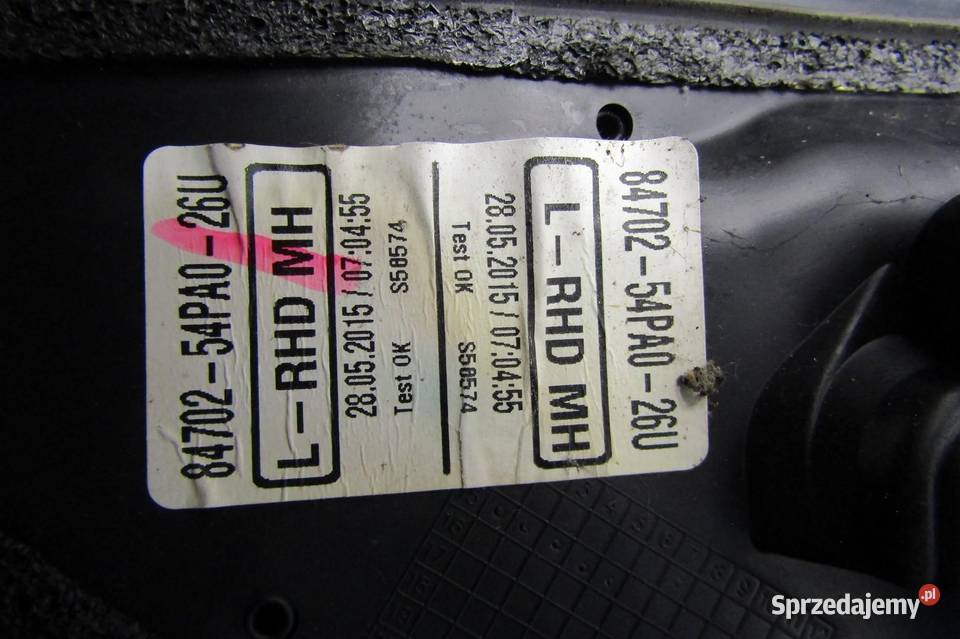 84702-54PA0-26U
L-RHD MH
28.05.2015 / 07:04:55
Test OK S58574
Test OK S58574
28.05.2015 / 07:04:55
L-RHD MH
84702-54PA0-26U
Sprzedajemy.pl